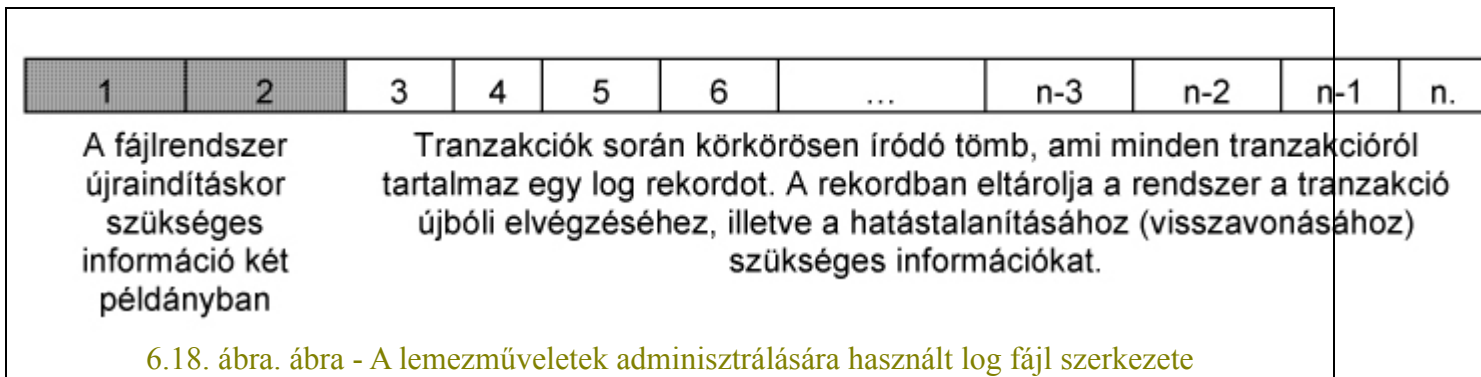 1 2 3 4 5 6 ... n-3 n-2 n-1 n.
A fájlrendszer
újraindításkor
szükséges
információ két
példányban
Tranzakciók során körkörösen íródó tömb, ami minden tranzakcióról
tartalmaz egy log rekordot. A rekordban eltárolja a rendszer a tranzakció
újbóli elvégzéséhez, illetve a hatástalanításához (visszavonásához)
szükséges információkat.
6.18. ábra. ábra - A lemezműveletek adminisztrálására használt log fájl szerkezete